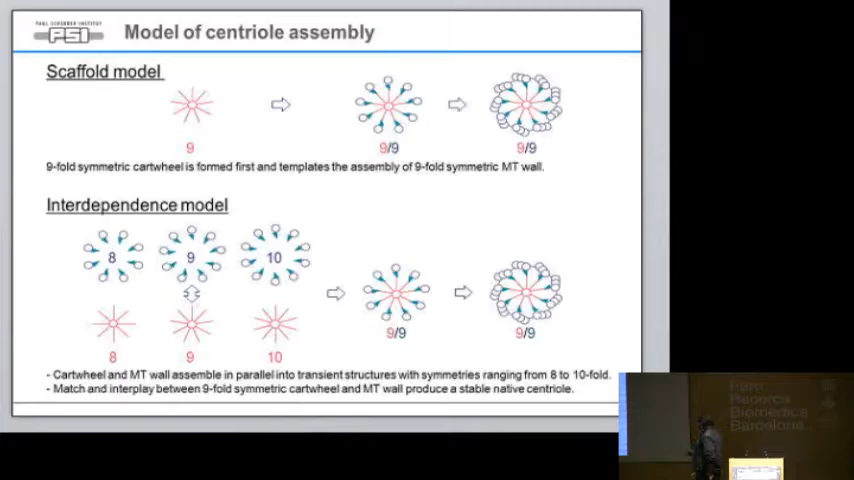 PAUL SCHERRER INSTITUT
PSI
Model of centriole assembly
Scaffold model
9
9/9
9/9
9-fold symmetric cartwheel is formed first and templates the assembly of 9-fold symmetric MT wall.
Interdependence model
8
9
10
8
9
10
9/9
9/9
- Cartwheel and MT wall assemble in parallel into transient structures with symmetries ranging from 8 to 10-fold.
- Match and interplay between 9-fold symmetric cartwheel and MT wall produce a stable native centriole.
Recerca
Biomèdica
Barcelona